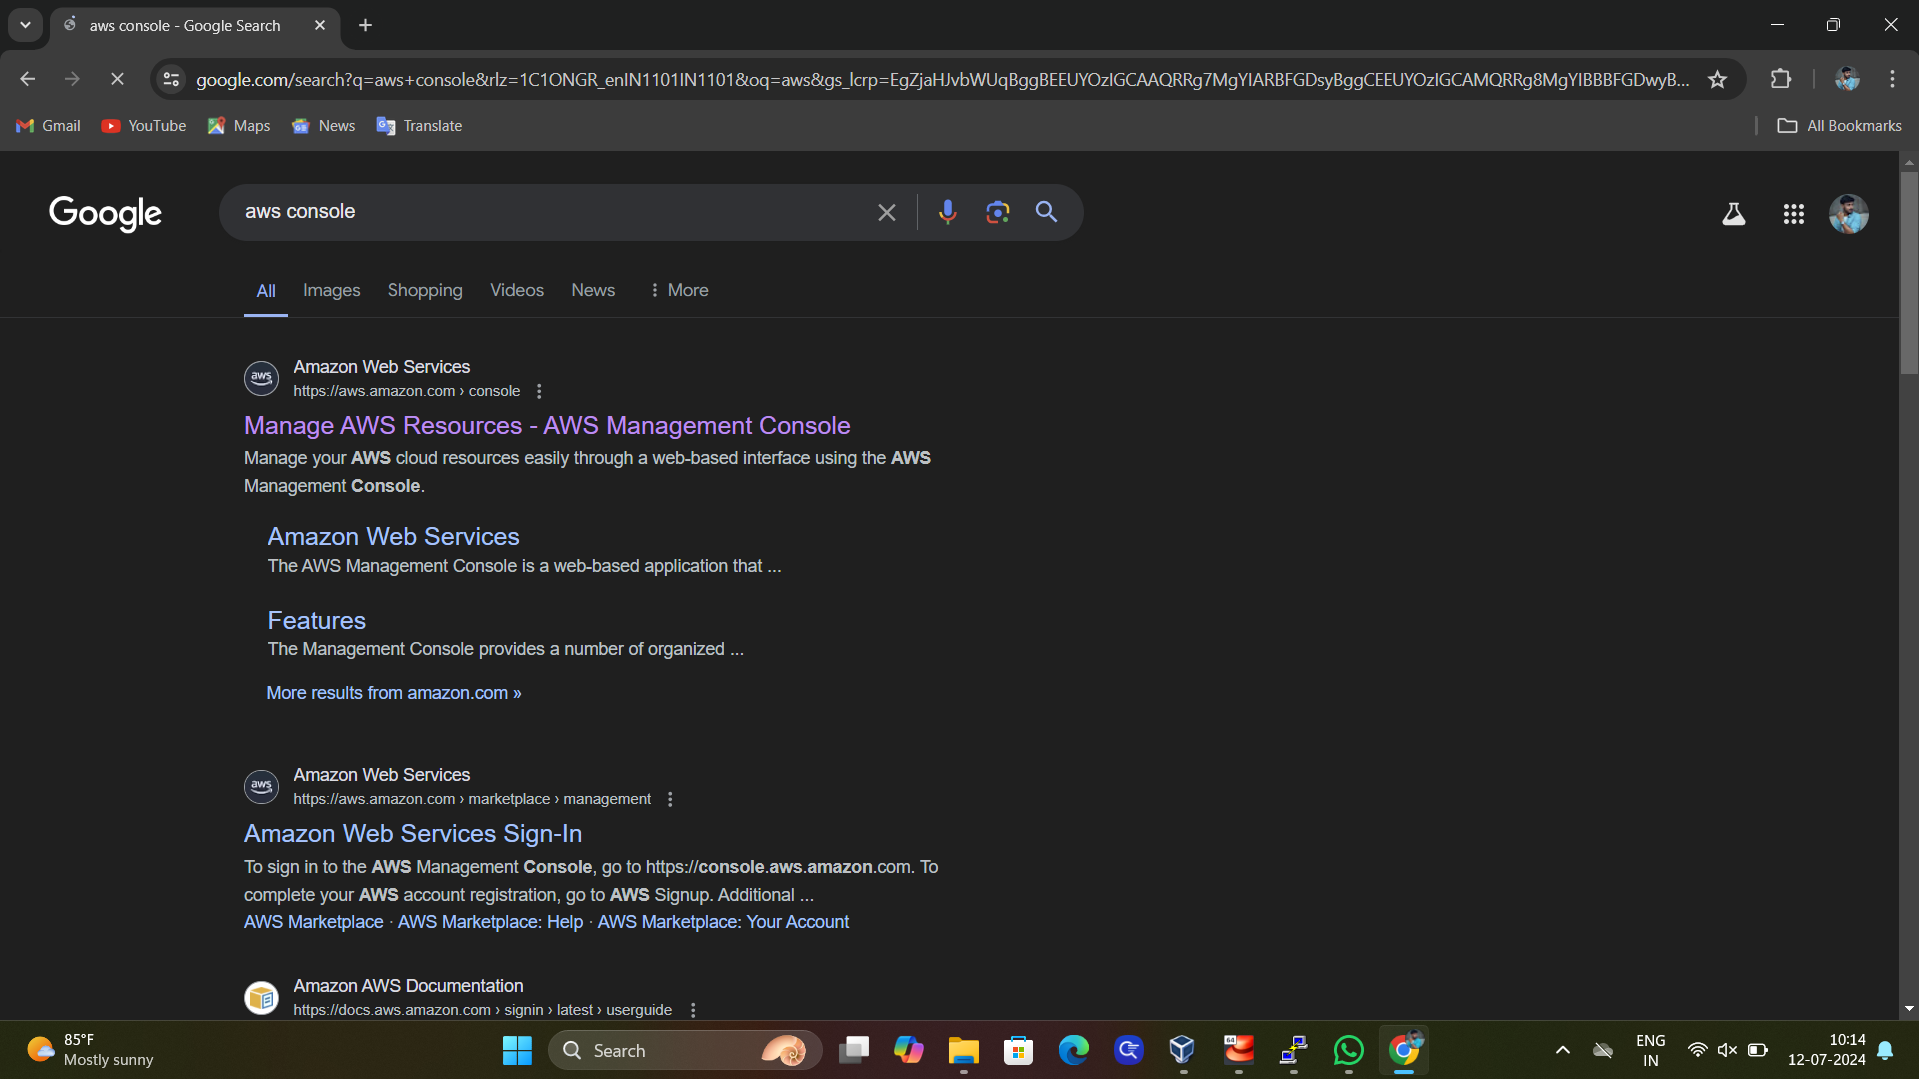 aws console - Google Search
google.com/search?q=aws+console&rlz=1C1ONGR_enIN1101IN1101&oq=aws&gs_lcrp=EgZjaHJvbWUqBggBEEUYOzIGCAAQRRg7MgYIARBFGDsyBggCEEUYOzIGCAMQRRg8MgYIBBBFGDwyB...
Gmail YouTube Maps News Translate All Bookmarks
Google aws console
All Images Shopping Videos News More
aws Amazon Web Services
https://aws.amazon.com › console
Manage AWS Resources - AWS Management Console
Manage your AWS cloud resources easily through a web-based interface using the AWS
Management Console.
Amazon Web Services
The AWS Management Console is a web-based application that ...
Features
The Management Console provides a number of organized ...
More results from amazon.com »
aws Amazon Web Services
https://aws.amazon.com › marketplace › management
Amazon Web Services Sign-In
To sign in to the AWS Management Console, go to https://console.aws.amazon.com. To
complete your AWS account registration, go to AWS Signup. Additional ...
AWS Marketplace · AWS Marketplace: Help · AWS Marketplace: Your Account
Amazon AWS Documentation
https://docs.aws.amazon.com › signin › latest › userguide
85°F
Mostly sunny
Search
64
ENG
IN
10:14
12-07-2024